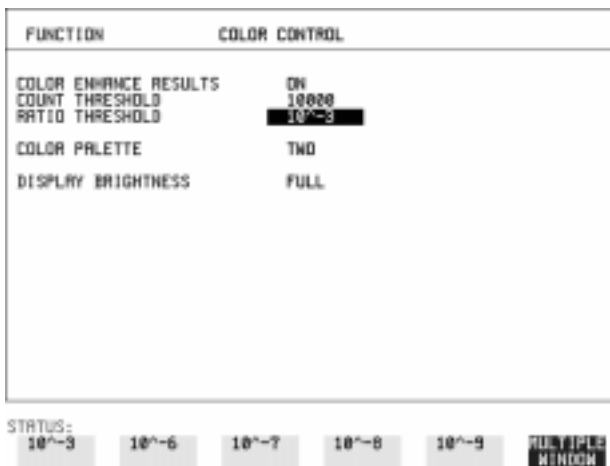 FUNCTION COLOR CONTROL
COLOR ENHANCE RESULTS ON
COUNT THRESHOLD 10000
RATIO THRESHOLD 10^-3
COLOR PALETTE TWO
DISPLAY BRIGHTNESS FULL
STATUS:
10^-3 10^-6 10^-7 10^-8 10^-9 MULTIPLE
WINDOW